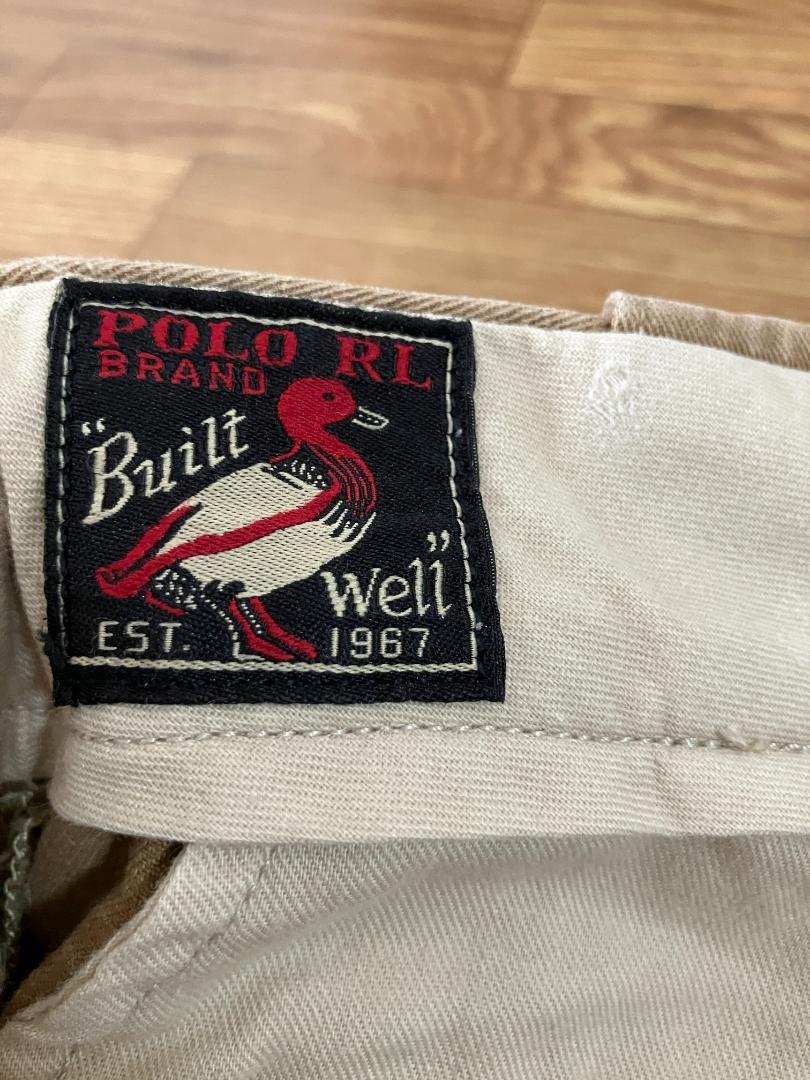 POLO RL
BRAND
"Built
Well"
EST. 1967